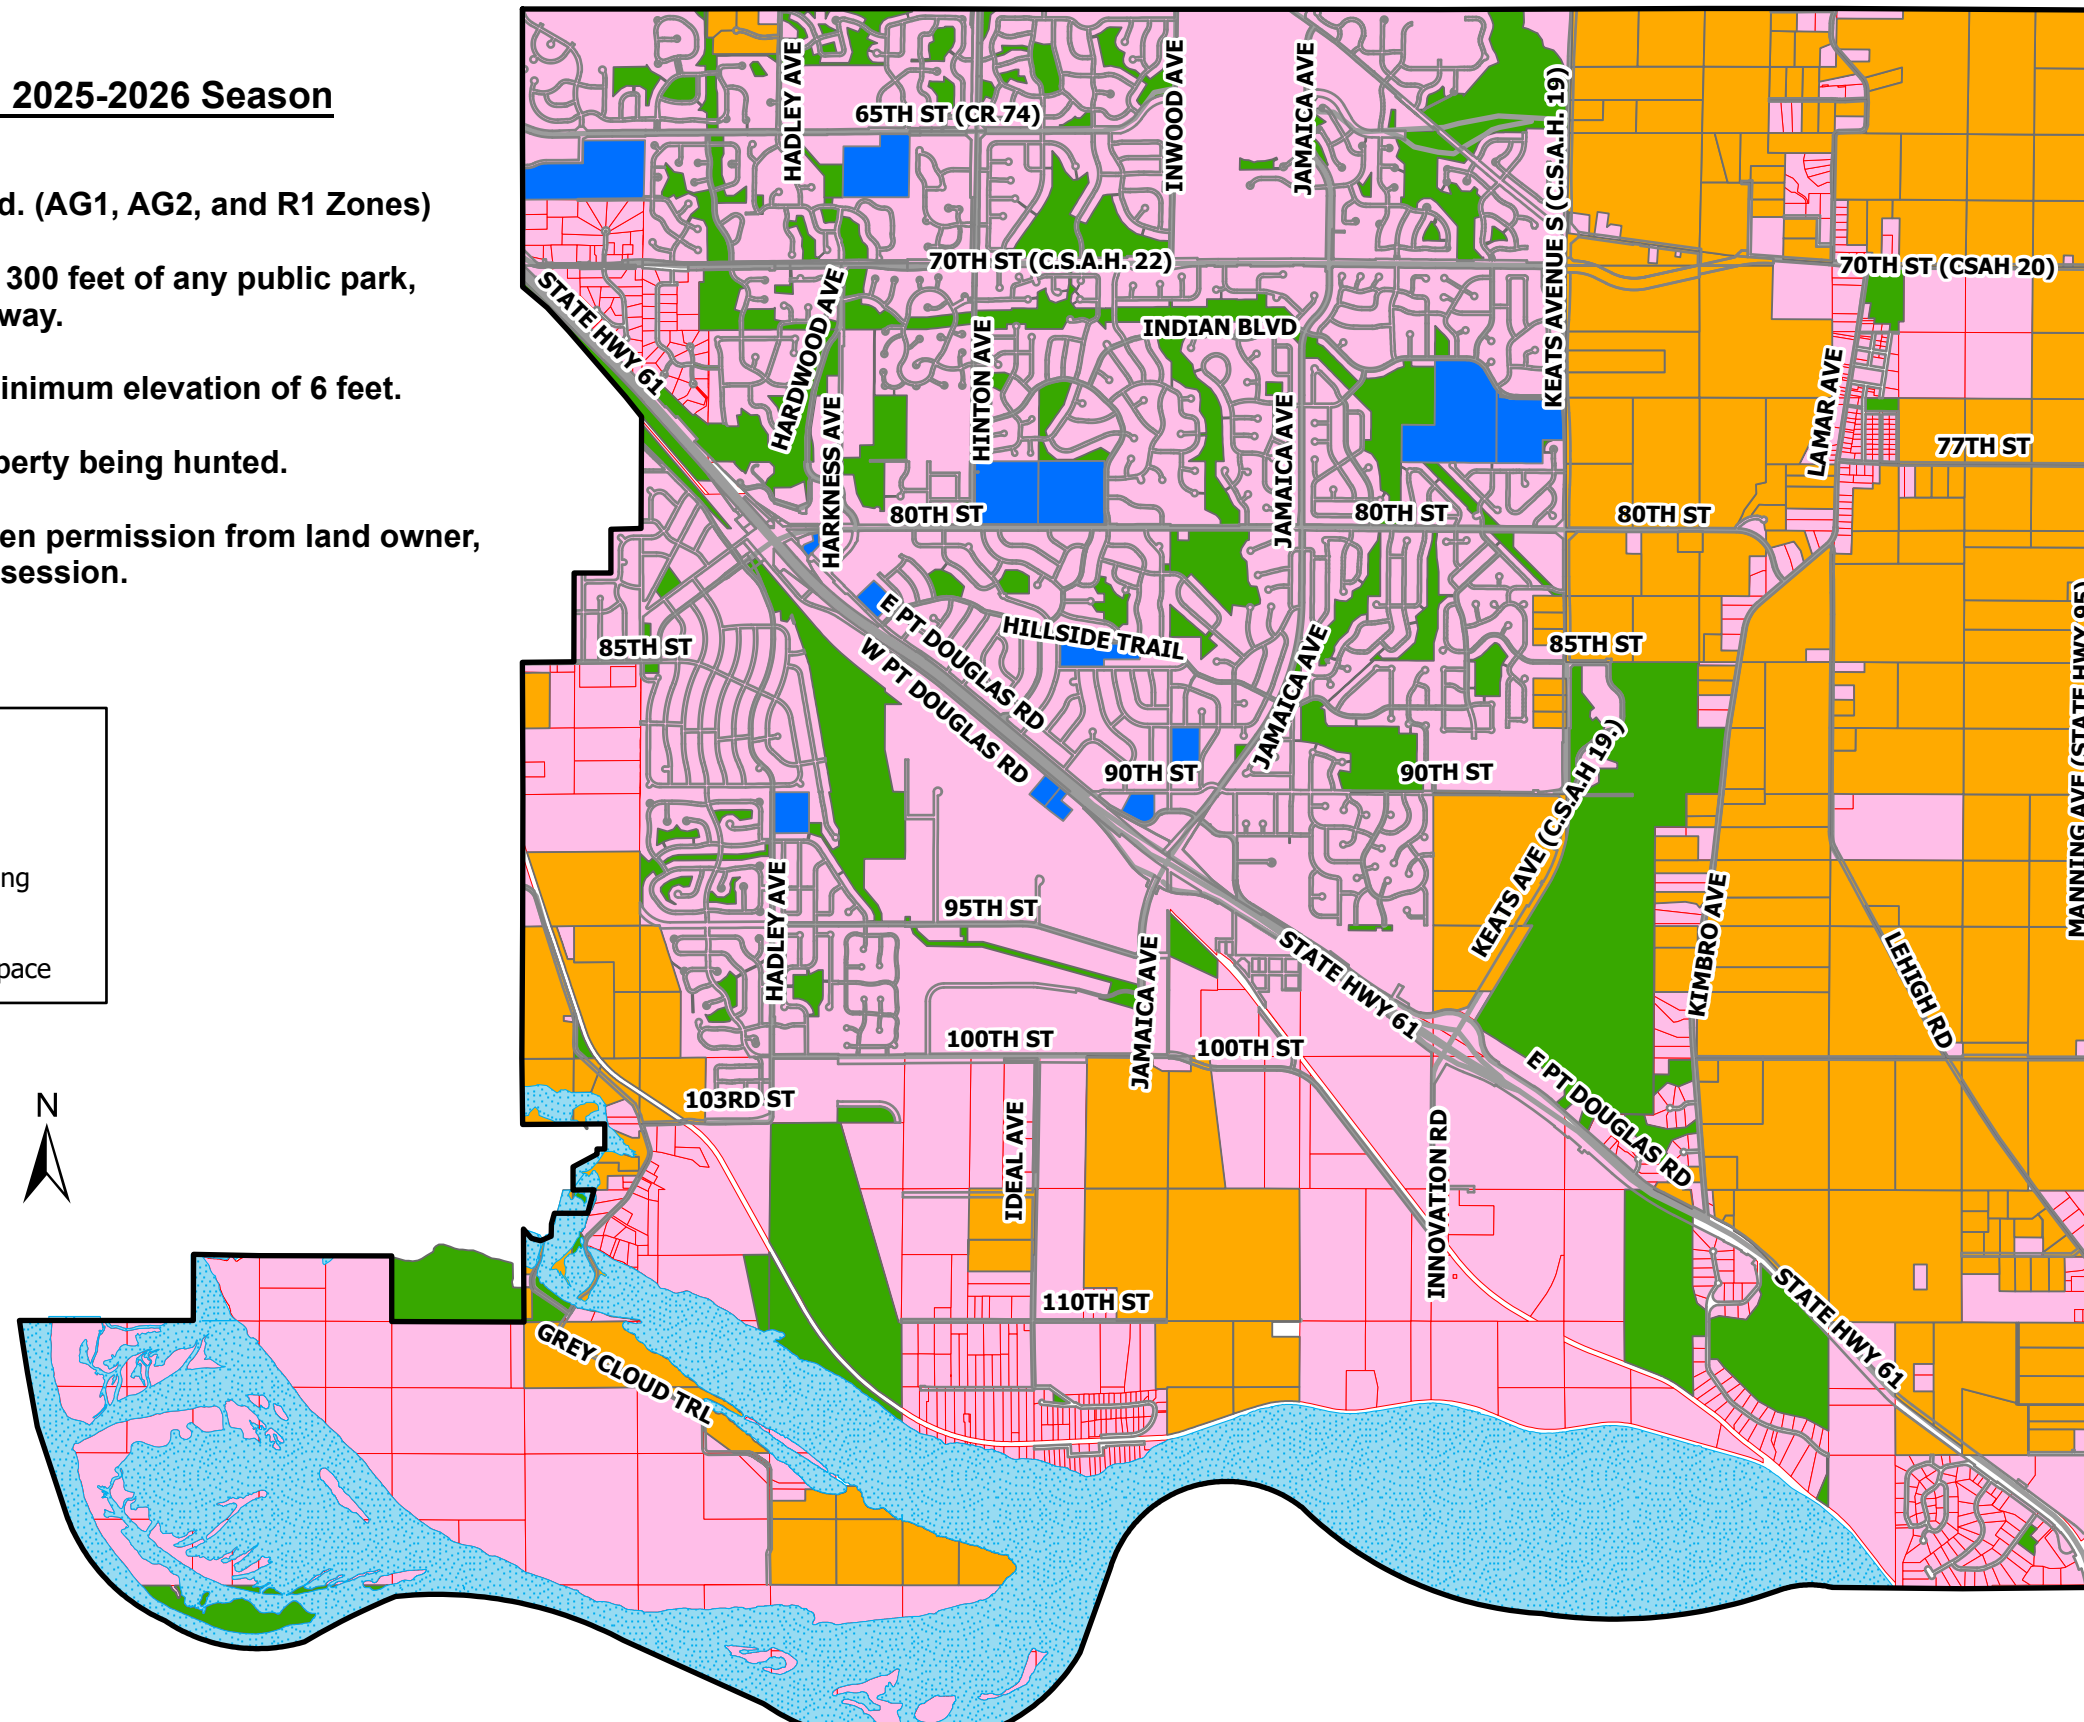 2025-2026 Season
d. (AG1, AG2, and R1 Zones)
300 feet of any public park,
way.
inimum elevation of 6 feet.
perty being hunted.
en permission from land owner,
session.
ng
pace
N
HADLEY AVE
65TH ST (CR 74)
INWOOD AVE
JAMAICA AVE
KEATS AVENUE S (C.S.A.H. 19)
70TH ST (C.S.A.H. 22)
70TH ST (CSAH 20)
STATE HWY 61
HARDWOOD AVE
HARKNESS AVE
HINTON AVE
INDIAN BLVD
JAMAICA AVE
LAMAR AVE
77TH ST
80TH ST
80TH ST
80TH ST
85TH ST
E PT DOUGLAS RD
W PT DOUGLAS RD
HILLSIDE TRAIL
JAMAICA AVE
85TH ST
MANNING AVE (STATE HWY 95)
90TH ST
90TH ST
KEATS AVE (C.S.A.H 19.)
HADLEY AVE
95TH ST
JAMAICA AVE
STATE HWY 61
KIMBRO AVE
LEHIGH RD
100TH ST
100TH ST
103RD ST
IDEAL AVE
INNOVATION RD
E PT DOUGLAS RD
110TH ST
STATE HWY 61
GREY CLOUD TRL